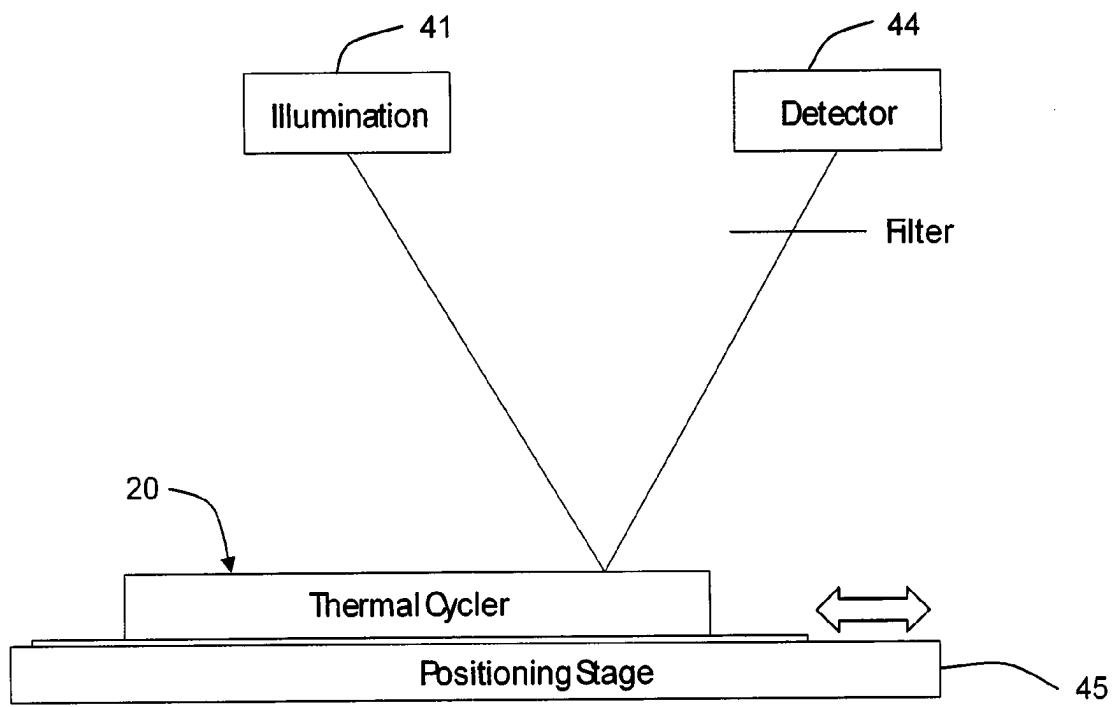 41
44
Illumination
Detector
Filter
20
Thermal Cycler
Positioning Stage
45